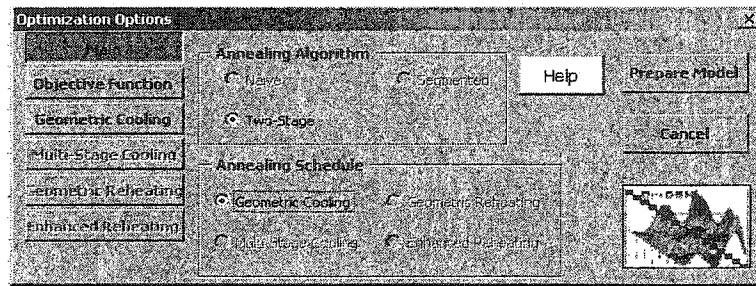 Optimization Options
Main
Objective Function
Geometric Cooling
Multi-Stage Cooling
Geometric Reheating
Enhanced Reheating
Annealing Algorithm
Naive
Segmented
Two-Stage
Annealing Schedule
Geometric Cooling
Geometric Reheating
Multi-Stage Cooling
Enhanced Reheating
Help
Prepare Model
Cancel